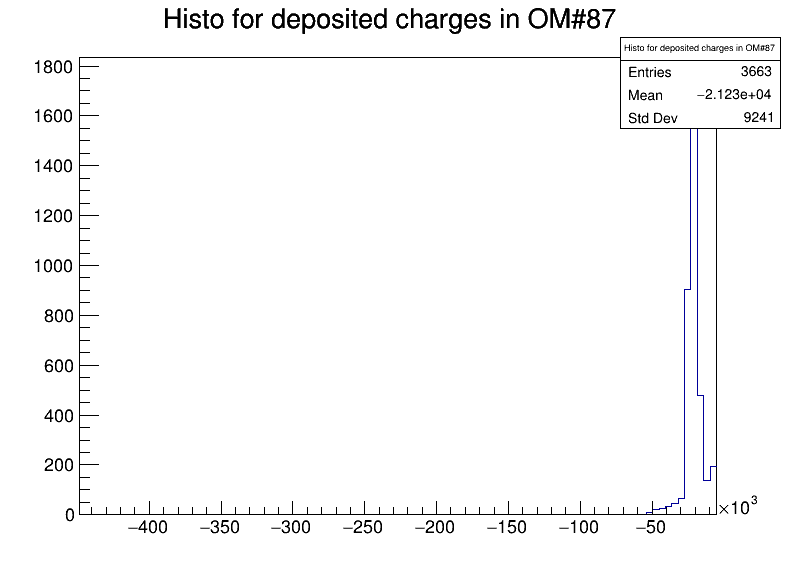 Histo for deposited charges in OM#87
Histo for deposited charges in OM#87
Entries 3663
Mean −2.123e+04
Std Dev 9241
1800
1600
1400
1200
1000
800
600
400
200
0
−400 −350 −300 −250 −200 −150 −100 −50
×10³